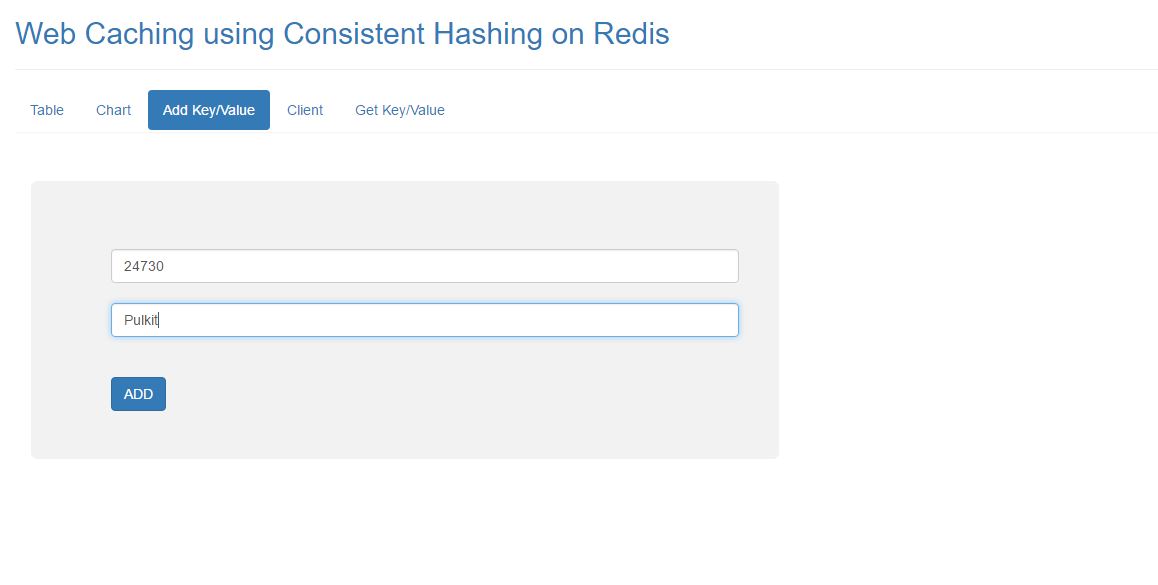 Web Caching using Consistent Hashing on Redis
Table Chart Add Key/Value Client Get Key/Value
24730
Pulkit
ADD